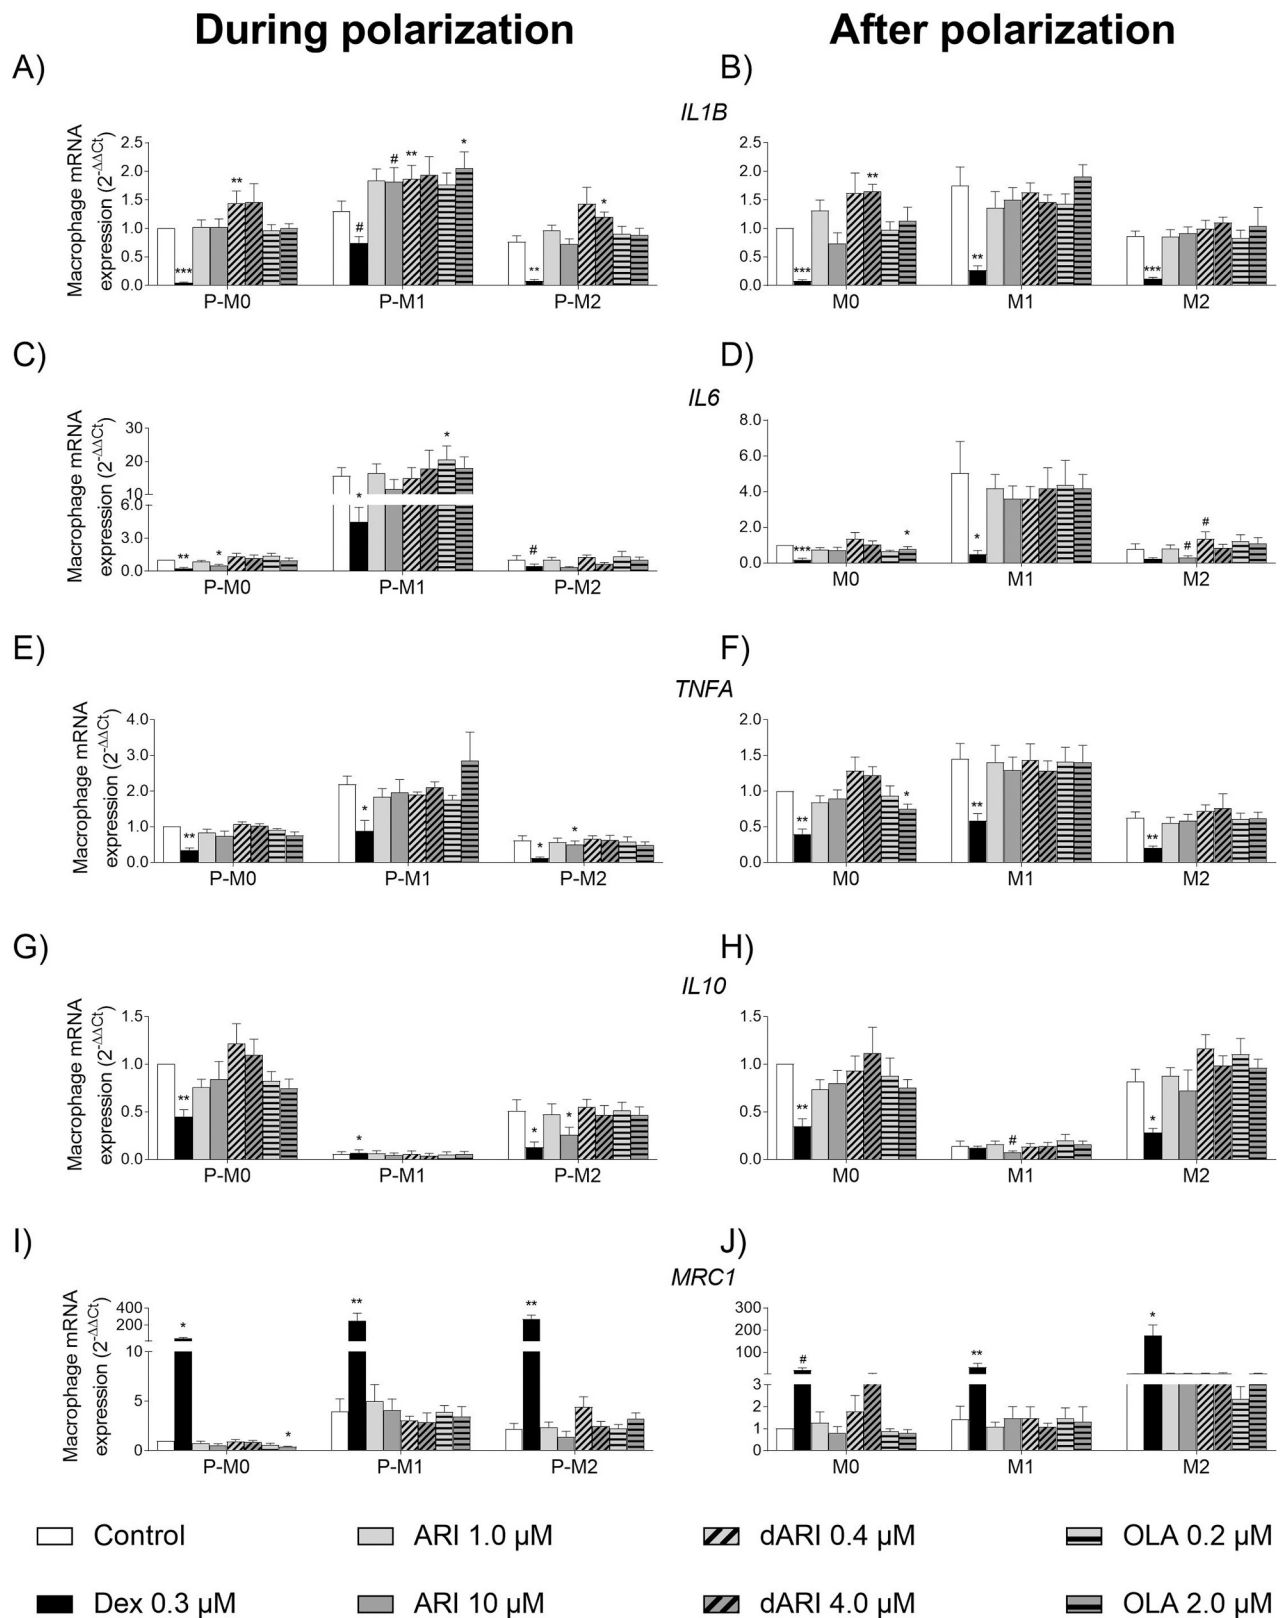 During polarization After polarization
A) B)
IL1B
Macrophage mRNA
expression (2-ΔΔCt)
2.5
2.0
1.5
1.0
0.5
0.0
*** ** # # ** * ** *
P-M0 P-M1 P-M2
2.5
2.0
1.5
1.0
0.5
0.0
*** ** ** ***
M0 M1 M2
C) D)
IL6
Macrophage mRNA
expression (2-ΔΔCt)
30
20
10
6.0
3.0
0.0
** * * * #
P-M0 P-M1 P-M2
8.0
6.0
4.0
2.0
0.0
*** * * # #
M0 M1 M2
E) F)
TNFA
Macrophage mRNA
expression (2-ΔΔCt)
4.0
3.0
2.0
1.0
0.0
** * * *
P-M0 P-M1 P-M2
2.0
1.5
1.0
0.5
0.0
** * ** **
M0 M1 M2
G) H)
IL10
Macrophage mRNA
expression (2-ΔΔCt)
1.5
1.0
0.5
0.0
** * * *
P-M0 P-M1 P-M2
1.5
1.0
0.5
0.0
** # *
M0 M1 M2
I) J)
MRC1
Macrophage mRNA
expression (2-ΔΔCt)
400
200
10
5
0
* * ** **
P-M0 P-M1 P-M2
300
200
100
3
2
1
0
# ** *
M0 M1 M2
Control ARI 1.0 µM dARI 0.4 µM OLA 0.2 µM
Dex 0.3 µM ARI 10 µM dARI 4.0 µM OLA 2.0 µM